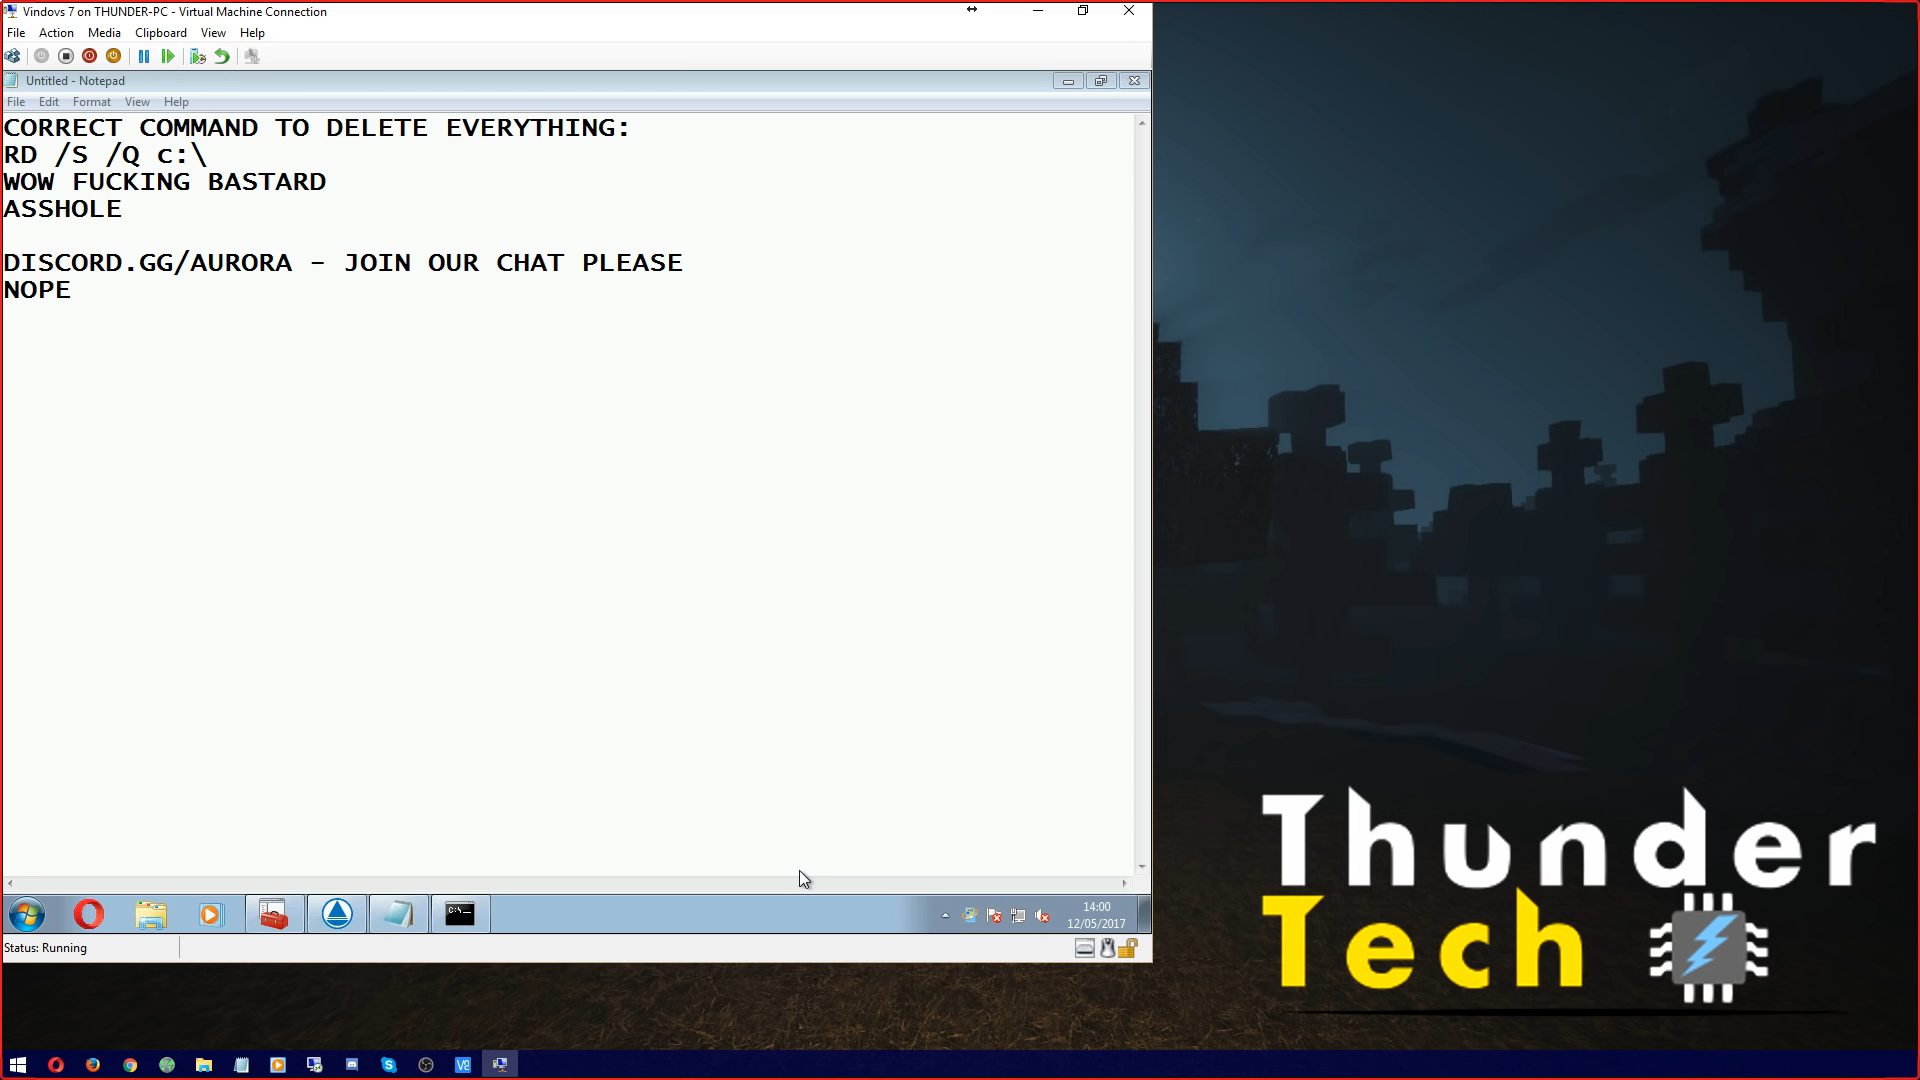 Vindovs 7 on THUNDER-PC - Virtual Machine Connection
File Action Media Clipboard View Help
Untitled - Notepad
File Edit Format View Help
CORRECT COMMAND TO DELETE EVERYTHING:
RD /S /Q c:\
WOW FUCKING BASTARD
ASSHOLE
DISCORD.GG/AURORA - JOIN OUR CHAT PLEASE
NOPE
14:00
12/05/2017
Status: Running
Thunder
Tech